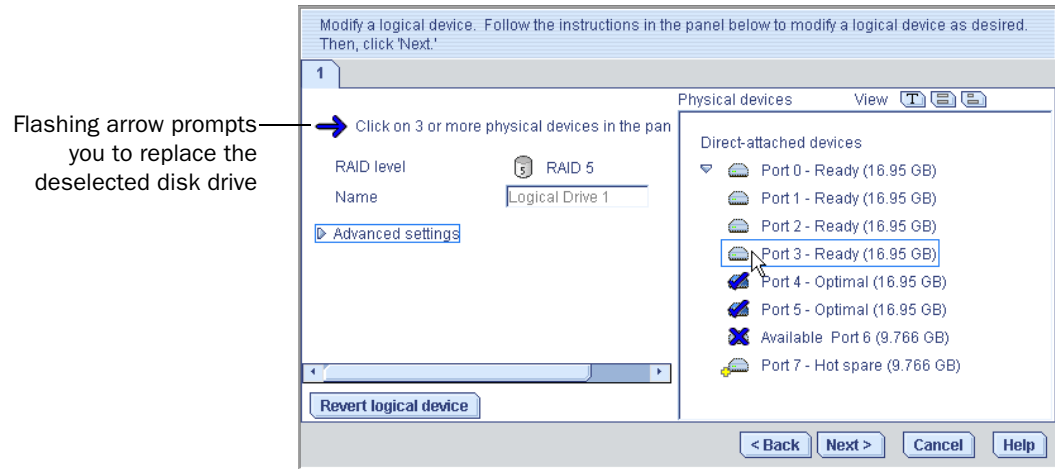 Modify a logical device. Follow the instructions in the panel below to modify a logical device as desired.
Then, click 'Next.'
1
Flashing arrow prompts
you to replace the
deselected disk drive
Click on 3 or more physical devices in the pan
RAID level
5
RAID 5
Name
Logical Drive 1
Advanced settings
Revert logical device
Physical devices
View
T
Direct-attached devices
Port 0 - Ready (16.95 GB)
Port 1 - Ready (16.95 GB)
Port 2 - Ready (16.95 GB)
Port 3 - Ready (16.95 GB)
Port 4 - Optimal (16.95 GB)
Port 5 - Optimal (16.95 GB)
Available Port 6 (9.766 GB)
Port 7 - Hot spare (9.766 GB)
< Back
Next >
Cancel
Help